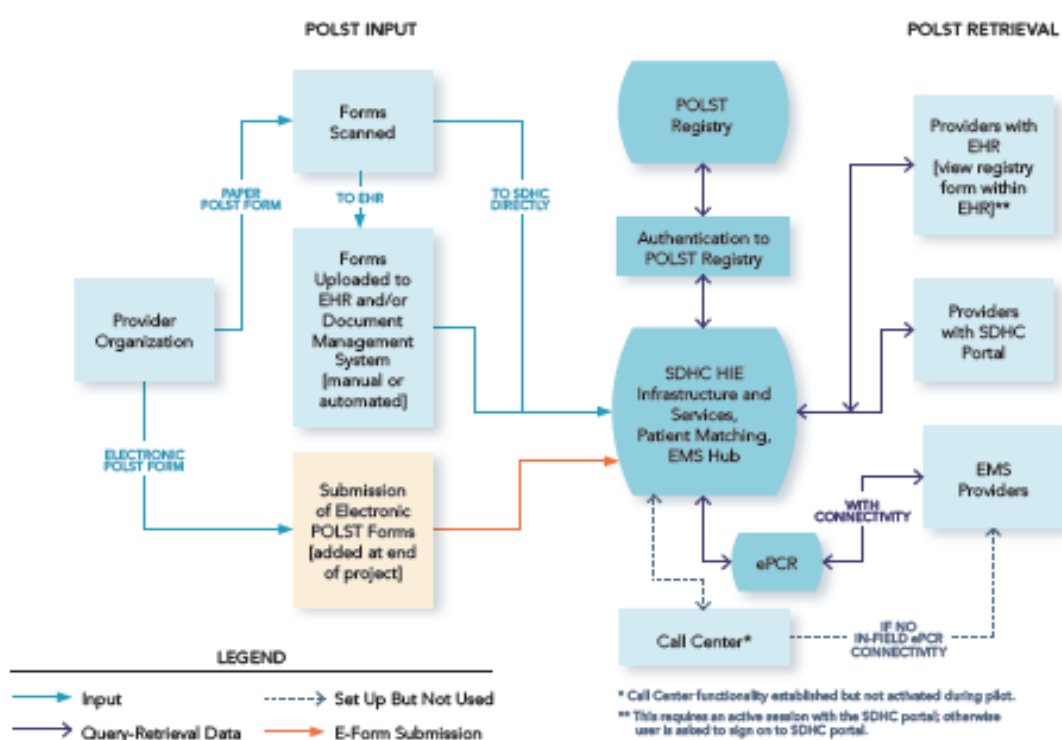 POLST INPUT
POLST RETRIEVAL
Forms
Scanned
PAPER
POLST FORM
TO EHR
TO SDHC
DIRECTLY
Forms
Uploaded to
EHR and/or
Document
Management
System
[manual or
automated]
Provider
Organization
ELECTRONIC
POLST FORM
Submission
of Electronic
POLST Forms
[added at end
of project]
POLST
Registry
Authentication to
POLST Registry
SDHC HIE
Infrastructure and
Services,
Patient Matching,
EMS Hub
ePCR
Call Center*
Providers with
EHR
[view registry
form within
EHR]**
Providers
with SDHC
Portal
EMS
Providers
WITH
CONNECTIVITY
IF NO
IN-FIELD ePCR
CONNECTIVITY
LEGEND
Input
Set Up But Not Used
Query-Retrieval Data
E-Form Submission
* Call Center functionality established but not activated during pilot.
** This requires an active session with the SDHC portal; otherwise
user is asked to sign on to SDHC portal.